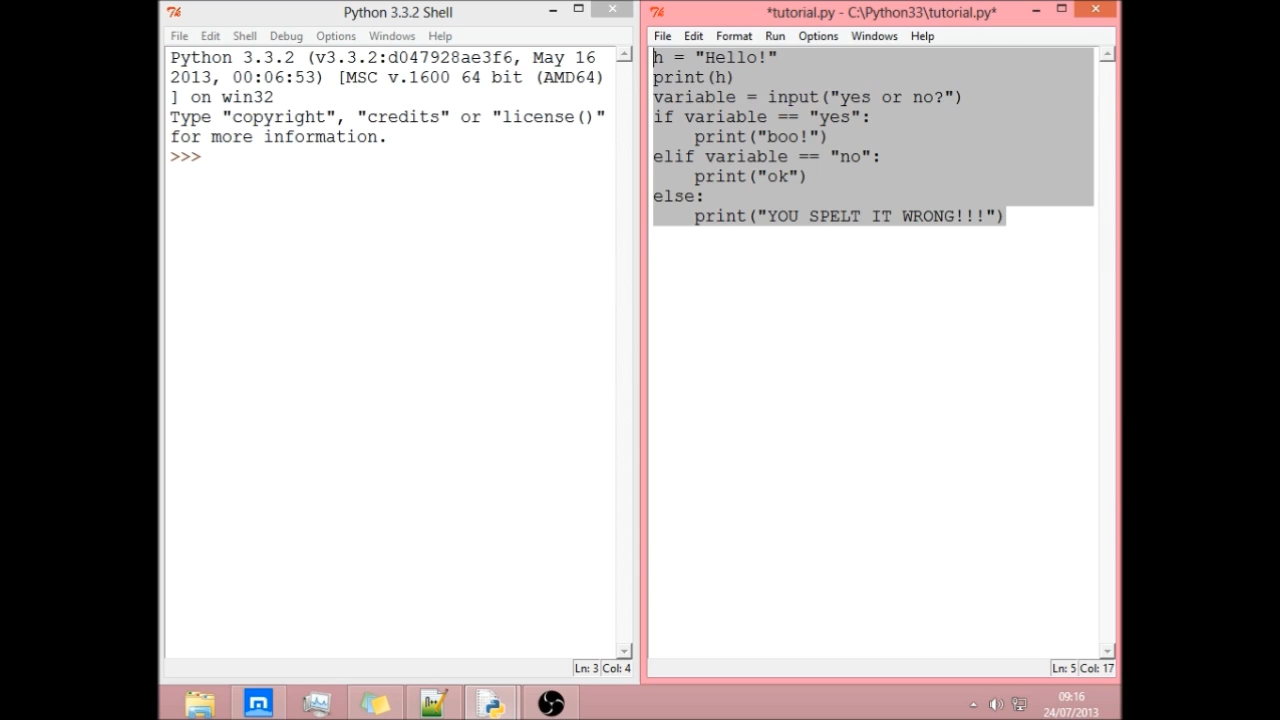 Python 3.3.2 Shell
File Edit Shell Debug Options Windows Help
Python 3.3.2 (v3.3.2:d047928ae3f6, May 16
2013, 00:06:53) [MSC v.1600 64 bit (AMD64)
] on win32
Type "copyright", "credits" or "license()"
for more information.
>>>
Ln: 3 Col: 4
*tutorial.py - C:\Python33\tutorial.py*
File Edit Format Run Options Windows Help
h = "Hello!"
print(h)
variable = input("yes or no?")
if variable == "yes":
    print("boo!")
elif variable == "no":
    print("ok")
else:
    print("YOU SPELT IT WRONG!!!")
Ln: 5 Col: 17
09:16
24/07/2013